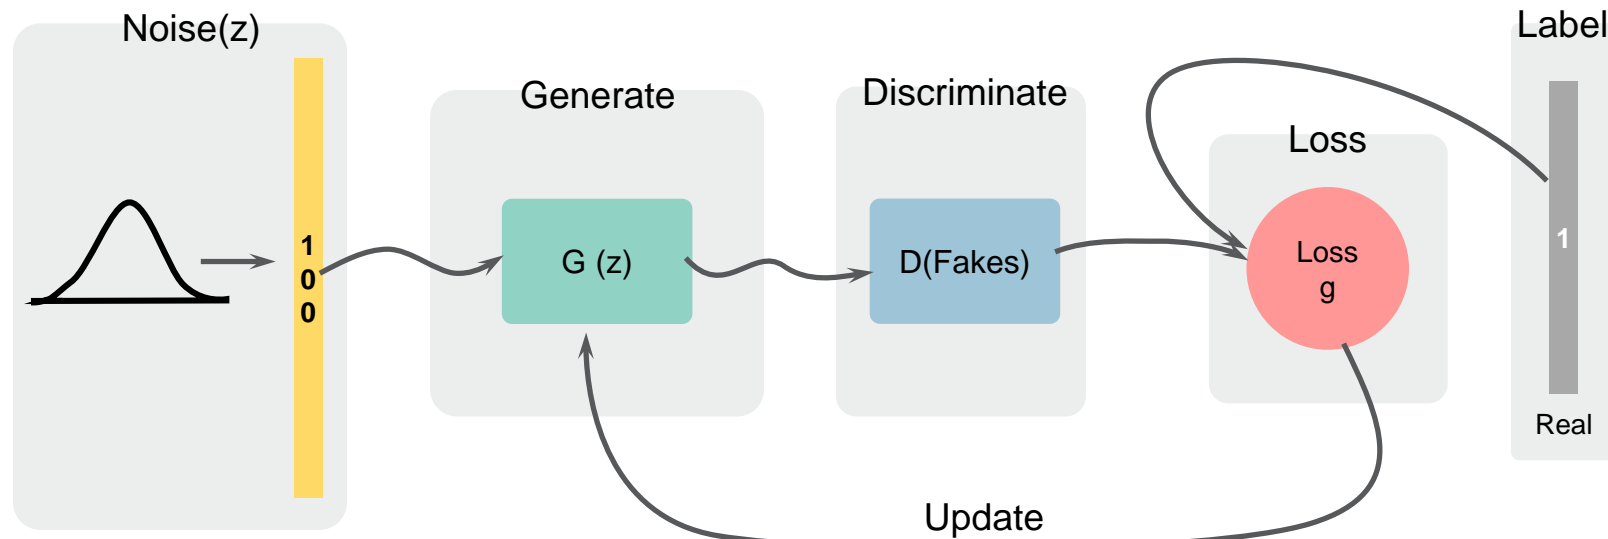 Noise(z)
1
0
0
Generate
G (z)
Discriminate
D(Fakes)
Loss
Loss
g
Label
1
Real
Update